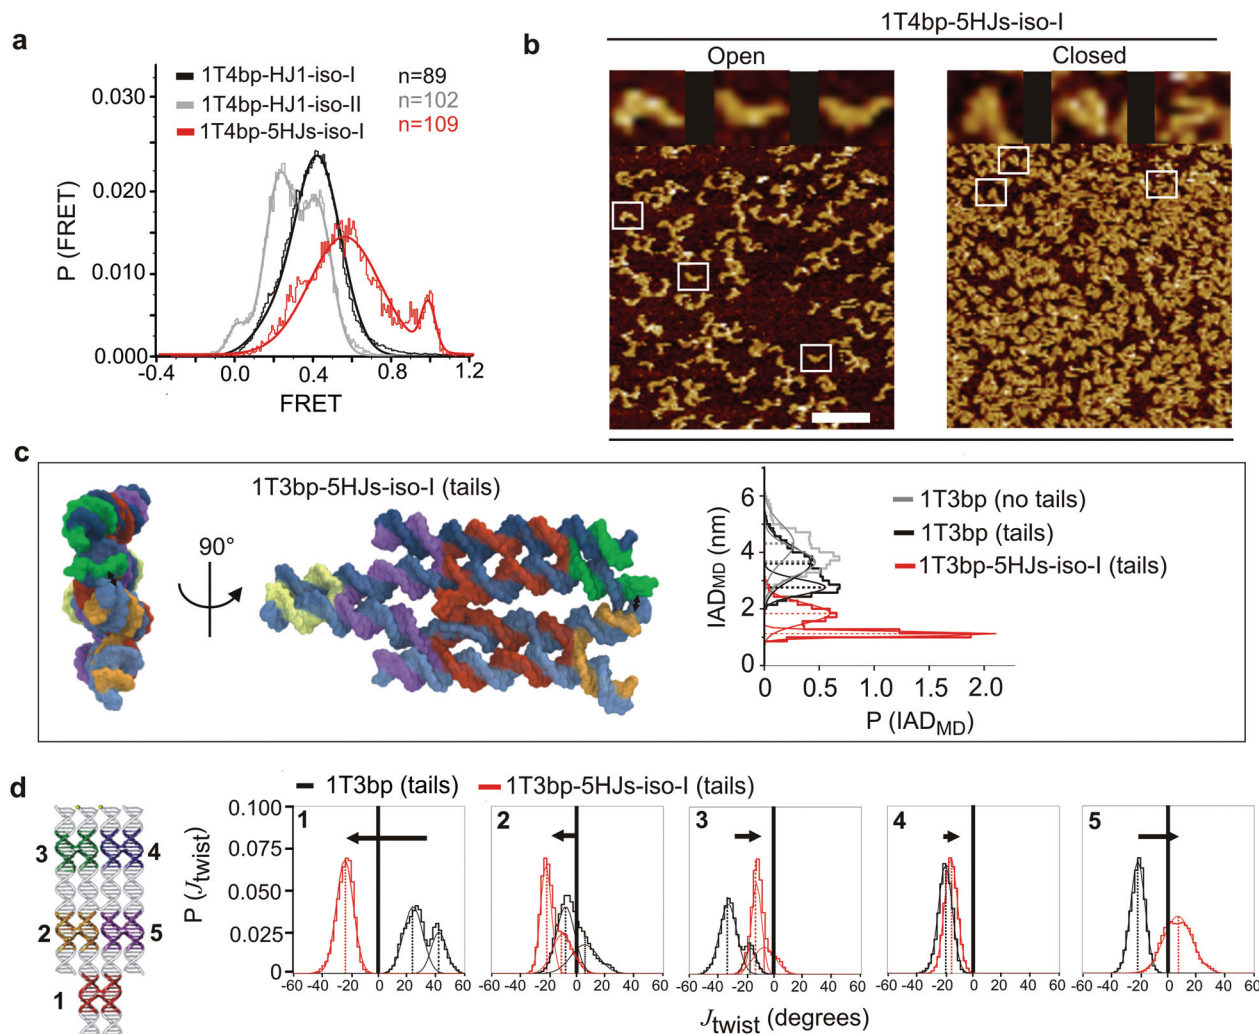 a
1T4bp-HJ1-iso-I n=89
1T4bp-HJ1-iso-II n=102
1T4bp-5HJs-iso-I n=109
P (FRET)
0.030
0.020
0.010
0.000
-0.4 0.0 0.4 0.8 1.2
FRET
b
1T4bp-5HJs-iso-I
Open Closed
c
1T3bp-5HJs-iso-I (tails)
90°
IADMD (nm)
6
4
2
0
0 0.5 1.0 1.5 2.0
P (IADMD)
1T3bp (no tails)
1T3bp (tails)
1T3bp-5HJs-iso-I (tails)
d
3 4
2 5
1
1T3bp (tails) 1T3bp-5HJs-iso-I (tails)
P (Jtwist)
0.100
0.075
0.050
0.025
0
1 2 3 4 5
-60 -40 -20 0 20 40 60
-60 -40 -20 0 20 40 60
-60 -40 -20 0 20 40 60
-60 -40 -20 0 20 40 60
-60 -40 -20 0 20 40 60
Jtwist (degrees)